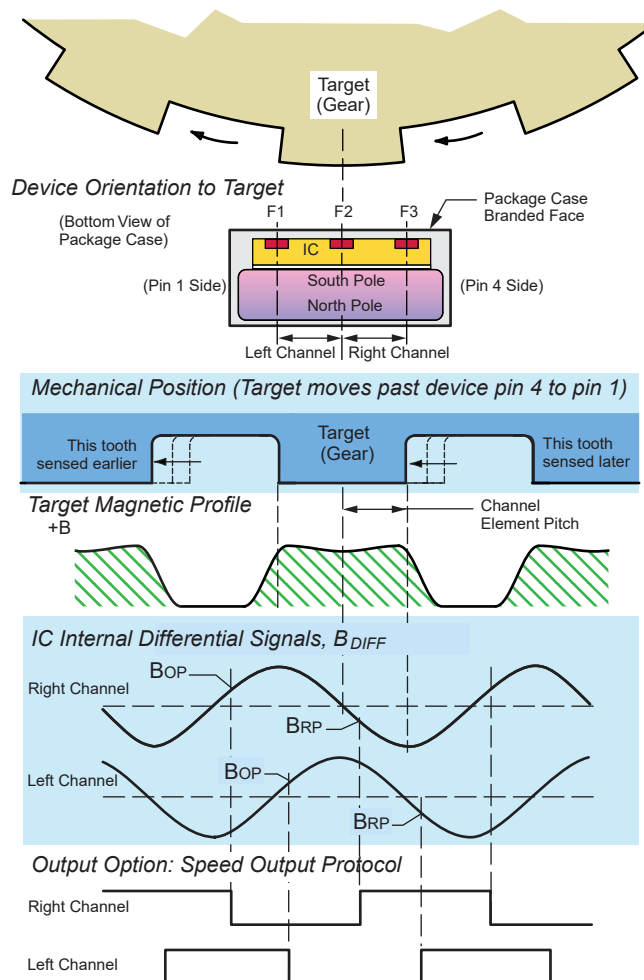 Target
(Gear)
Device Orientation to Target
(Bottom View of
Package Case)
F1 F2 F3
Package Case
Branded Face
IC
(Pin 1 Side)
South Pole
North Pole
(Pin 4 Side)
Left Channel Right Channel
Mechanical Position (Target moves past device pin 4 to pin 1)
This tooth
sensed earlier
Target
(Gear)
This tooth
sensed later
Target Magnetic Profile
+B
Channel
Element Pitch
IC Internal Differential Signals, BDIFF
Right Channel
BOP
BRP
Left Channel
BOP
BRP
Output Option: Speed Output Protocol
Right Channel
Left Channel